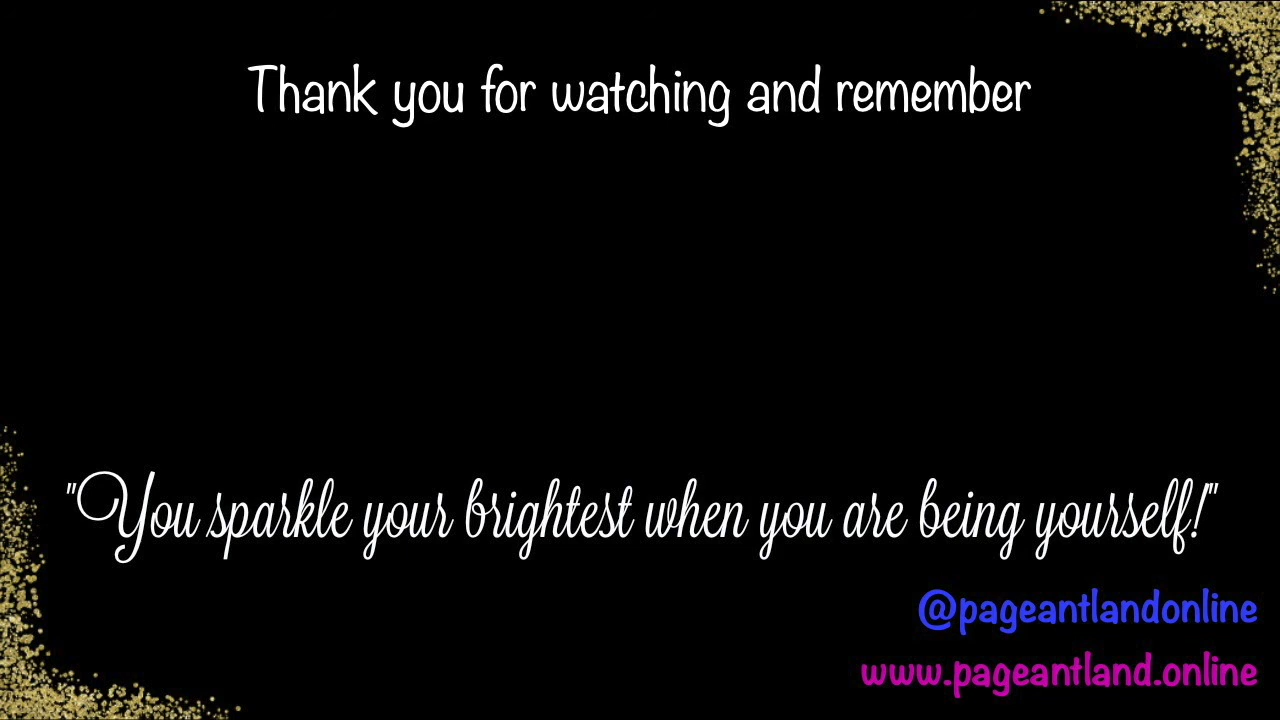 Thank you for watching and remember
"You sparkle your brightest when you are being yourself!"
@pageantlandonline
www.pageantland.online